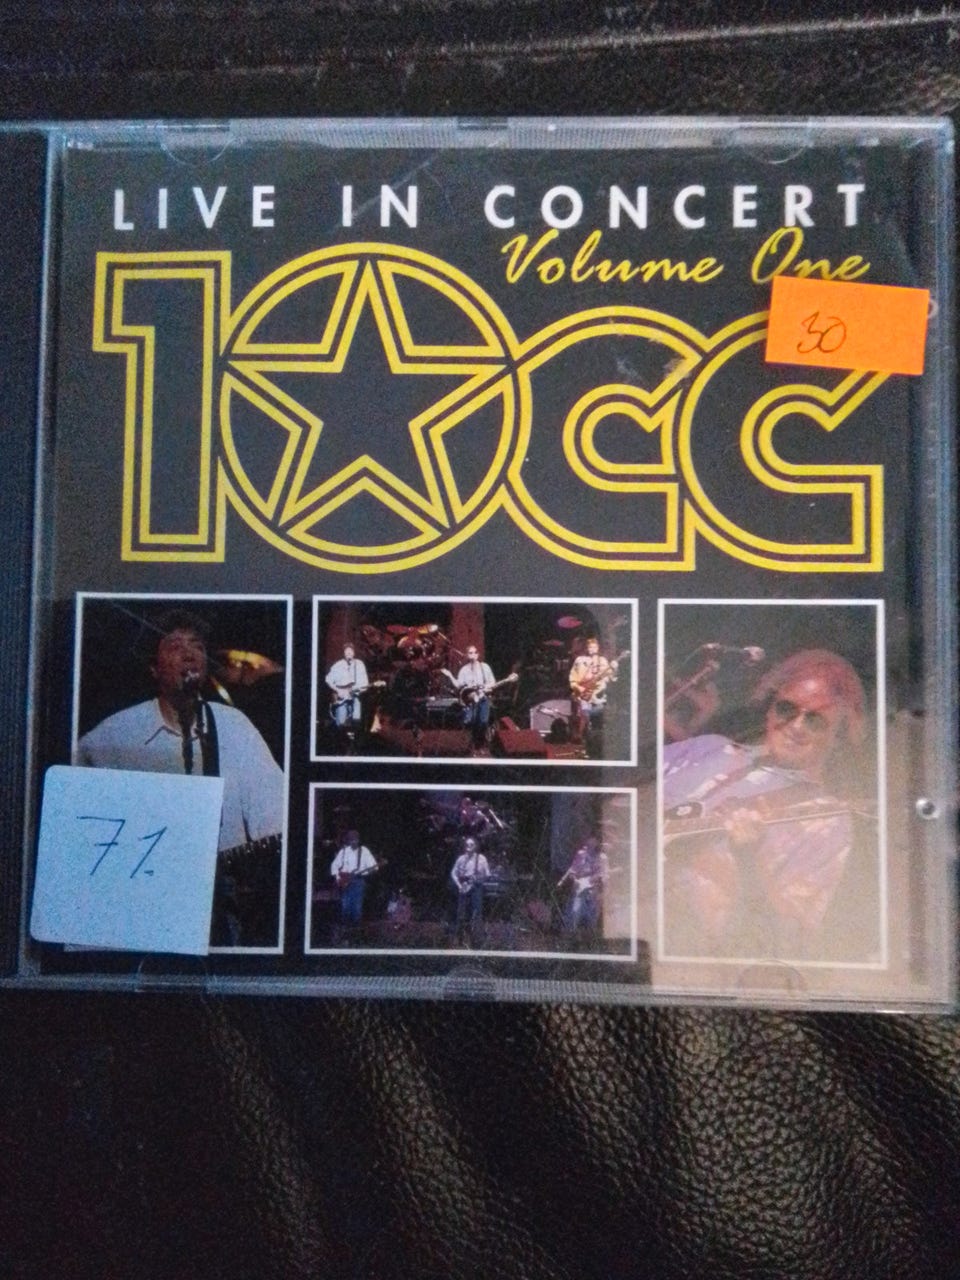 LIVE IN CONCERT
Volume One
10CC
30
71.